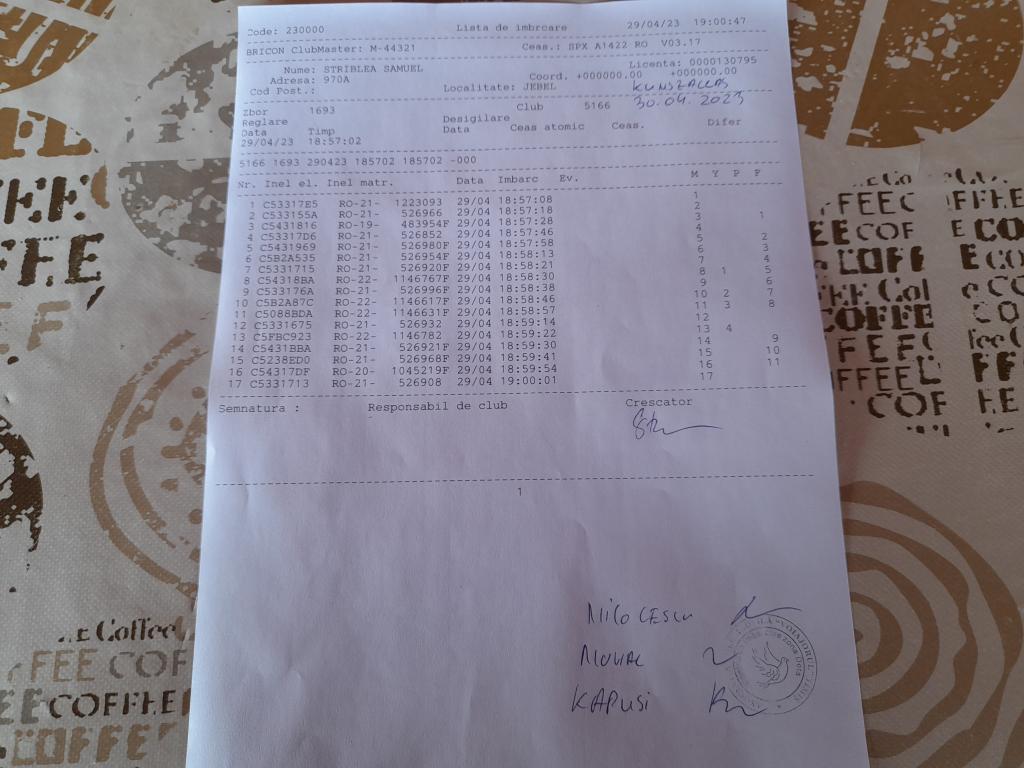 Code: 230000 Lista de imbrcare 29/04/23 19:00:47
BRICON ClubMaster: M-44321 Ceas.: SPX A1422 RO V03.17
Nume: STRIBLEA SAMUEL Licenta: 0000130795
Adresa: 970A Coord. +000000.00 +000000.00
Cod Post.: Localitate: JEBEL KUNSZALLAS
Zbor 1693 Club 5166 30.04.2023
Reglare Desigilare
Data Timp Data Ceas atomic Ceas. Difer
29/04/23 18:57:02
5166 1693 290423 185702 185702 -000
Nr. Inel el. Inel matr. Data Imbarc Ev. M Y P F
1 C53317E5 RO-21- 1223093 29/04 18:57:08 1
2 C533155A RO-21- 526966 29/04 18:57:18 2
3 C5431816 RO-19- 483954F 29/04 18:57:28 3 1
4 C53317D6 RO-21- 526852 29/04 18:57:46 4
5 C5431969 RO-21- 526980F 29/04 18:57:58 5 2
6 C5B2A535 RO-21- 526954F 29/04 18:58:13 6 3
7 C5331715 RO-21- 526920F 29/04 18:58:21 7 4
8 C54318BA RO-22- 1146767F 29/04 18:58:30 8 1 5
9 C533176A RO-21- 526996F 29/04 18:58:38 9 6
10 C5B2A87C RO-22- 1146617F 29/04 18:58:46 10 2 7
11 C5088BDA RO-22- 1146631F 29/04 18:58:57 11 3 8
12 C5331675 RO-21- 526932 29/04 18:59:14 12
13 C5FBC923 RO-22- 1146782 29/04 18:59:22 13 4
14 C5431BBA RO-21- 526921F 29/04 18:59:30 14 9
15 C5238ED0 RO-21- 526968F 29/04 18:59:41 15 10
16 C54317DF RO-20- 1045219F 29/04 18:59:54 16 11
17 C5331713 RO-21- 526908 29/04 19:00:01 17
Semnatura : Responsabil de club Crescator
1
KAPUSI